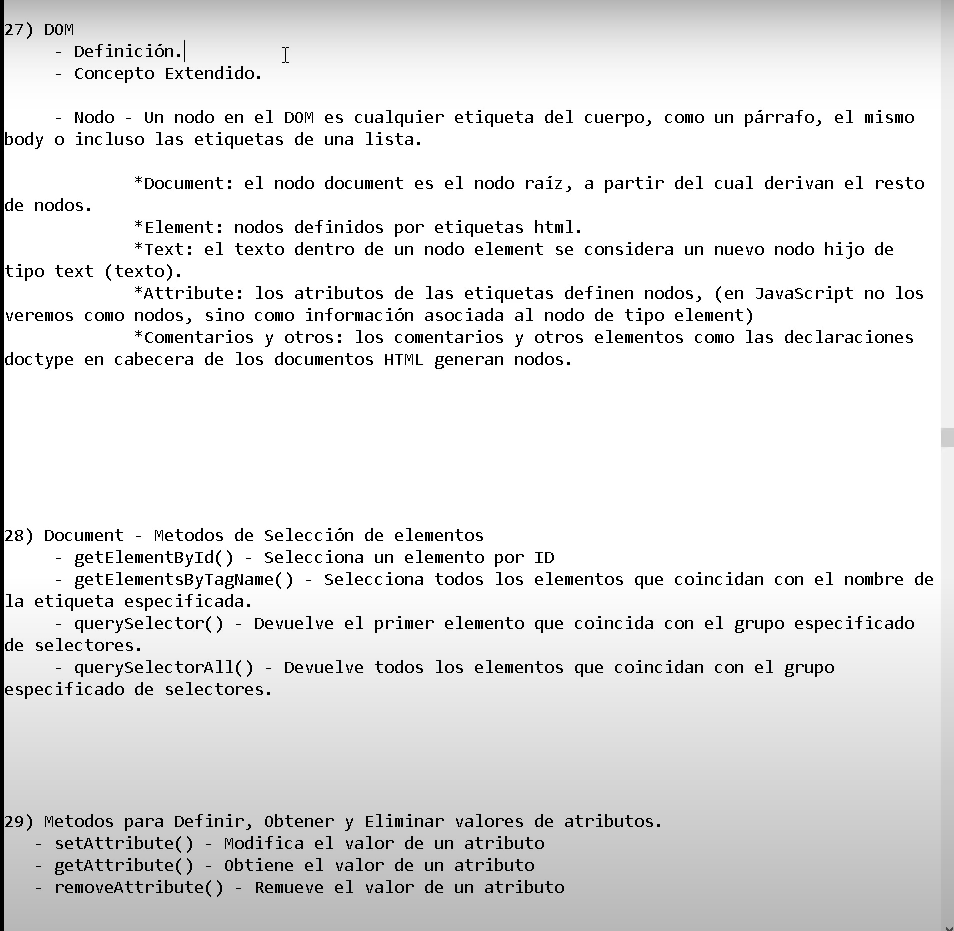 27) DOM
- Definición.
- Concepto Extendido.
- Nodo - Un nodo en el DOM es cualquier etiqueta del cuerpo, como un párrafo, el mismo
body o incluso las etiquetas de una lista.
*Document: el nodo document es el nodo raíz, a partir del cual derivan el resto
de nodos.
*Element: nodos definidos por etiquetas html.
*Text: el texto dentro de un nodo element se considera un nuevo nodo hijo de
tipo text (texto).
*Attribute: los atributos de las etiquetas definen nodos, (en JavaScript no los
veremos como nodos, sino como información asociada al nodo de tipo element)
*Comentarios y otros: los comentarios y otros elementos como las declaraciones
doctype en cabecera de los documentos HTML generan nodos.
28) Document - Metodos de Selección de elementos
- getElementById() - Selecciona un elemento por ID
- getElementsByTagName() - Selecciona todos los elementos que coincidan con el nombre de
la etiqueta especificada.
- querySelector() - Devuelve el primer elemento que coincida con el grupo especificado
de selectores.
- querySelectorAll() - Devuelve todos los elementos que coincidan con el grupo
especificado de selectores.
29) Metodos para Definir, Obtener y Eliminar valores de atributos.
- setAttribute() - Modifica el valor de un atributo
- getAttribute() - Obtiene el valor de un atributo
- removeAttribute() - Remueve el valor de un atributo